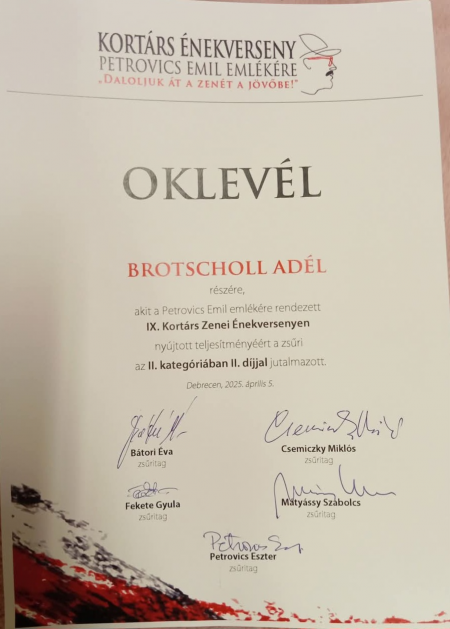 KORTÁRS ÉNEKVERSENY
PETROVICS EMIL EMLÉKÉRE
„DALOLJUK ÁT A ZENÉT A JÖVŐBE!"
OKLEVÉL
BROTSCHOLL ADÉL
részére,
akit a Petrovics Emil emlékére rendezett
IX. Kortárs Zenei Énekversenyen
nyújtott teljesítményéért a zsűri
az II. kategóriában II. díjjal jutalmazott.
Debrecen, 2025. április 5.
Bátori Éva
zsűritag
Csemiczky Miklós
zsűritag
Fekete Gyula
zsűritag
Mátyássy Szabolcs
zsűritag
Petrovics Eszter
zsűritag